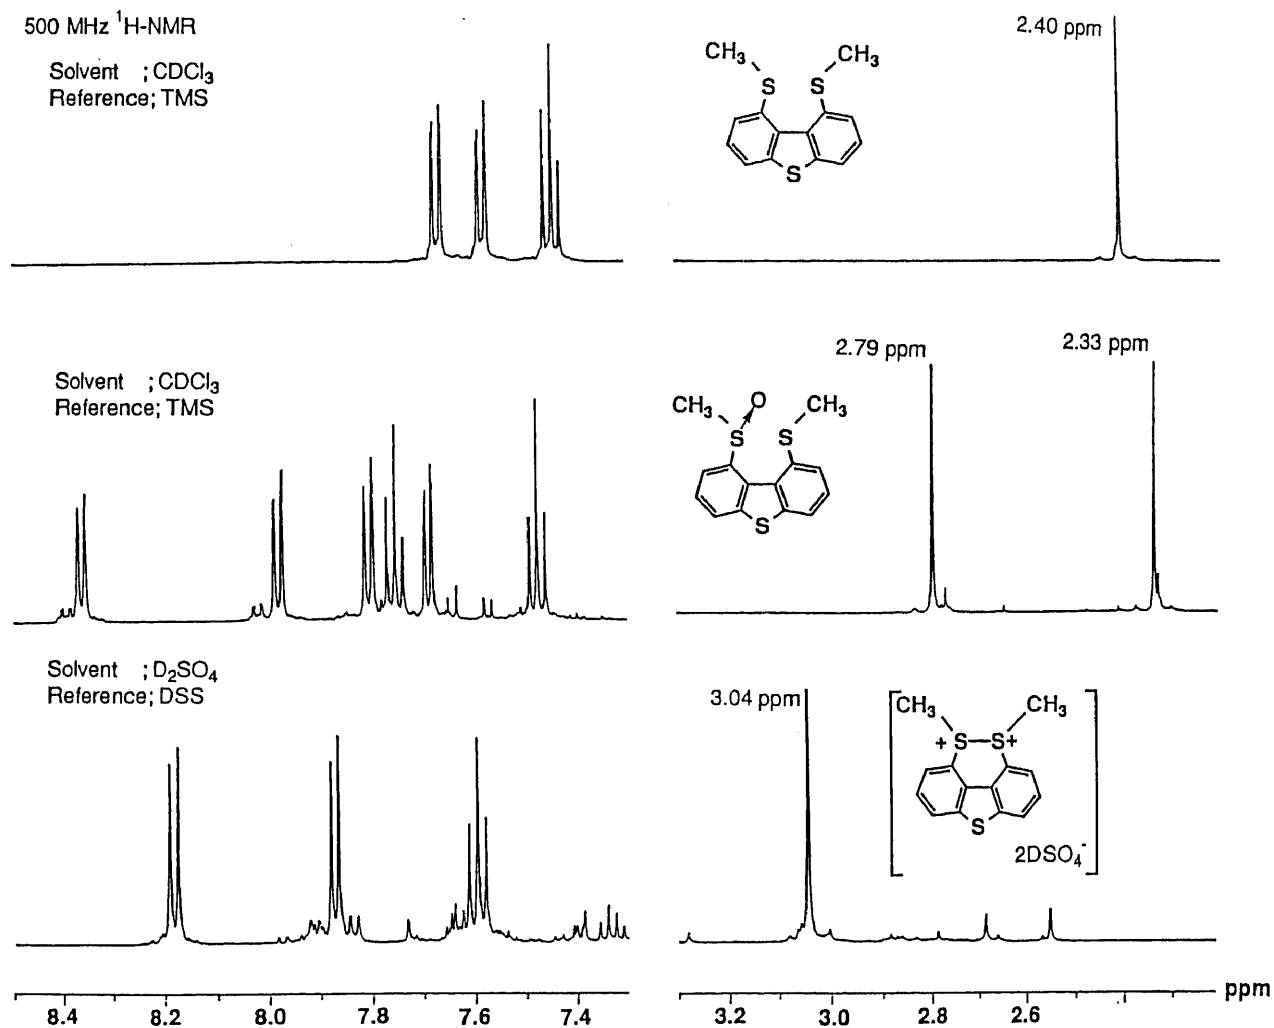 500 MHz ¹H-NMR
Solvent ; CDCl₃
Reference; TMS
CH₃
CH₃
S
S
S
2.40 ppm
Solvent ; CDCl₃
Reference; TMS
CH₃
O
CH₃
S
S
S
2.79 ppm
2.33 ppm
Solvent ; D₂SO₄
Reference; DSS
3.04 ppm
CH₃
CH₃
+ S S +
S
2DSO₄⁻
8.4 8.2 8.0 7.8 7.6 7.4 3.2 3.0 2.8 2.6 ppm